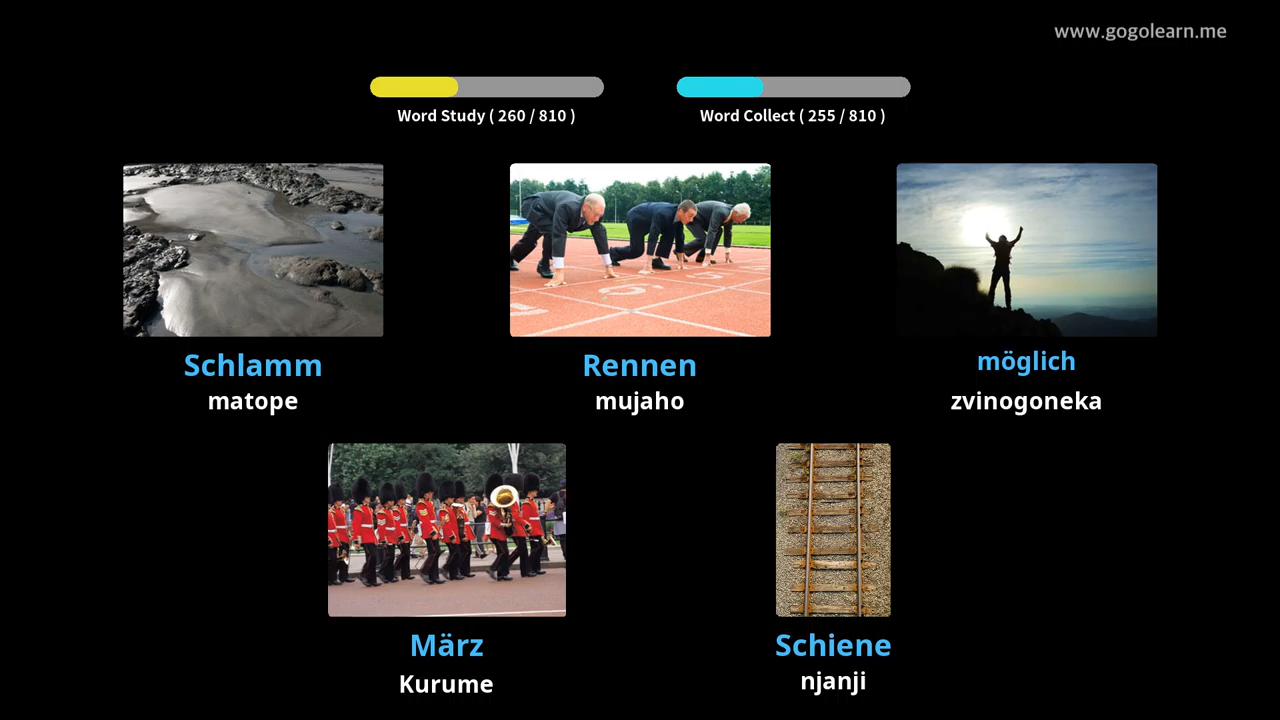 www.gogolearn.me
Word Study ( 260 / 810 )
Word Collect ( 255 / 810 )
Schlamm
matope
Rennen
mujaho
möglich
zvinogoneka
März
Kurume
Schiene
njanji